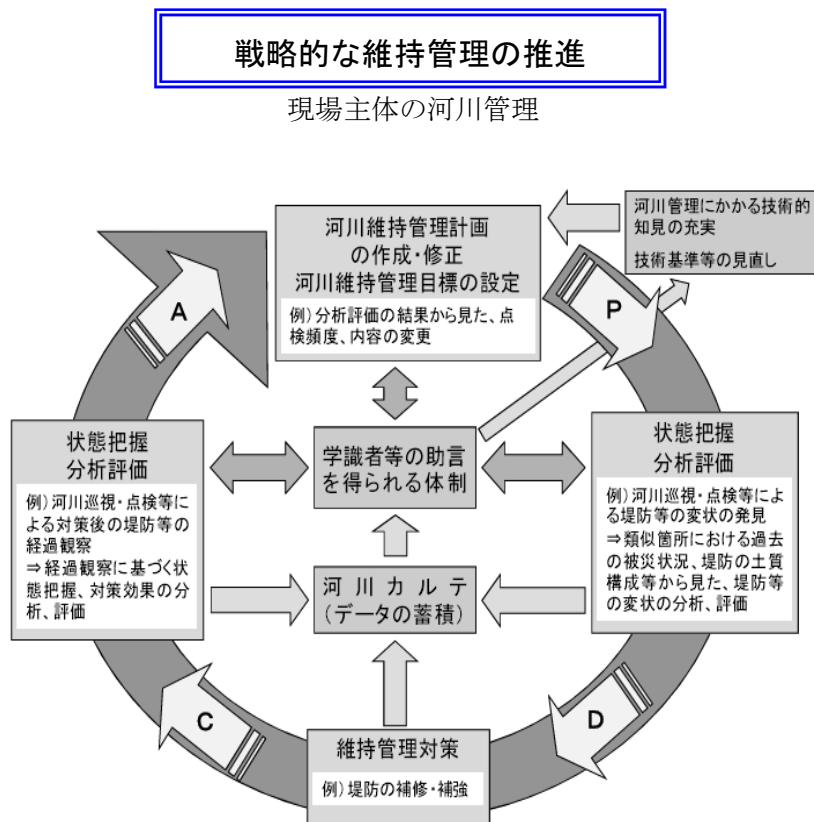 戦略的な維持管理の推進
現場主体の河川管理
河川維持管理計画
の作成・修正
河川維持管理目標の設定
例）分析評価の結果から見た、点
検頻度、内容の変更
河川管理にかかる技術的
知見の充実
技術基準等の見直し
A
P
状態把握
分析評価
例）河川巡視・点検等に
よる対策後の堤防等の
経過観察
⇒経過観察に基づく状
態把握、対策効果の分
析、評価
学識者等の助言
を得られる体制
状態把握
分析評価
例）河川巡視・点検等によ
る堤防等の変状の発見
⇒類似箇所における過去
の被災状況、堤防の土質
構成等から見た、堤防等
の変状の分析、評価
河川カルテ
（データの蓄積）
C
D
維持管理対策
例）堤防の補修・補強